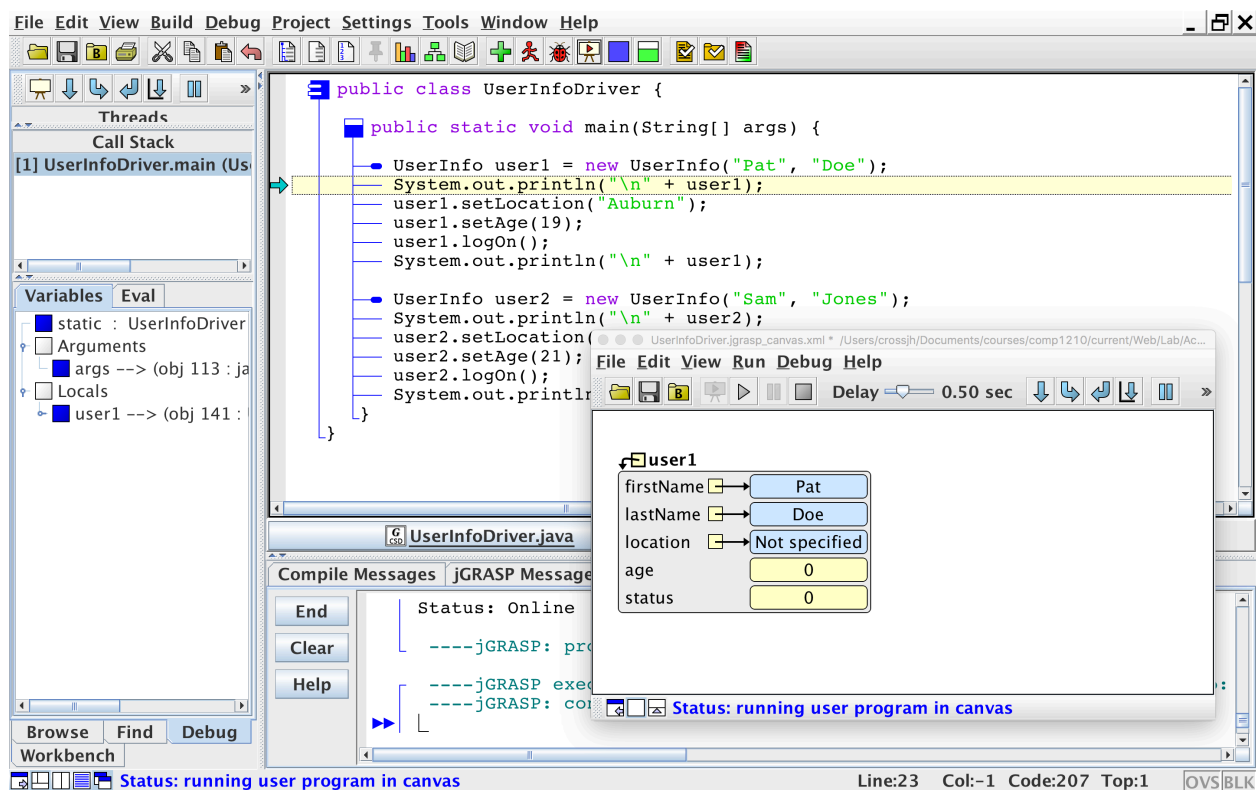 File Edit View Build Debug Project Settings Tools Window Help
Threads
Call Stack
[1] UserInfoDriver.main (Us
Variables Eval
static : UserInfoDriver
Arguments
args --> (obj 113 : ja
Locals
user1 --> (obj 141 :
Browse Find Debug
Workbench
public class UserInfoDriver {
public static void main(String[] args) {
UserInfo user1 = new UserInfo("Pat", "Doe");
System.out.println("\n" + user1);
user1.setLocation("Auburn");
user1.setAge(19);
user1.logOn();
System.out.println("\n" + user1);
UserInfo user2 = new UserInfo("Sam", "Jones");
System.out.println("\n" + user2);
user2.setLocation(
user2.setAge(21);
user2.logOn();
System.out.println
}
}
UserInfoDriver.java
Compile Messages jGRASP Message
End
Clear
Help
Status: Online
----jGRASP: pro
----jGRASP exec
----jGRASP: con
UserInfoDriver.jgrasp_canvas.xml * /Users/crossjh/Documents/courses/comp1210/current/Web/Lab/Ac...
File Edit View Run Debug Help
Delay 0.50 sec
user1
firstName Pat
lastName Doe
location Not specified
age 0
status 0
Status: running user program in canvas
Status: running user program in canvas
Line:23 Col:-1 Code:207 Top:1 OVS BLK